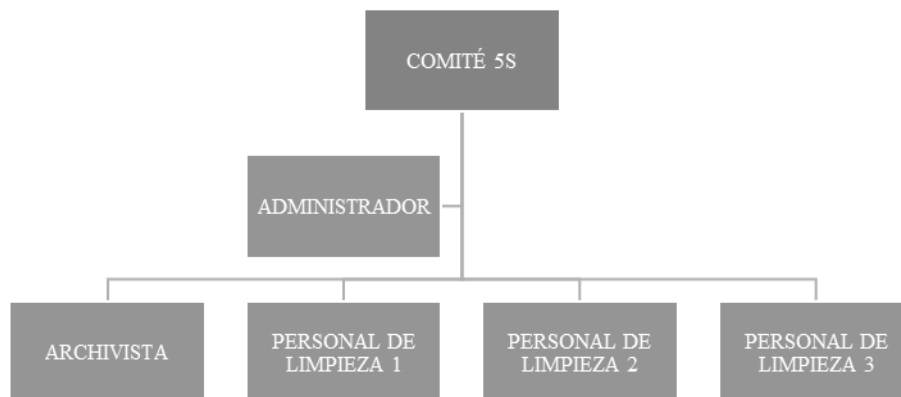 COMITÉ 5S
ADMINISTRADOR
ARCHIVISTA
PERSONAL DE
LIMPIEZA 1
PERSONAL DE
LIMPIEZA 2
PERSONAL DE
LIMPIEZA 3